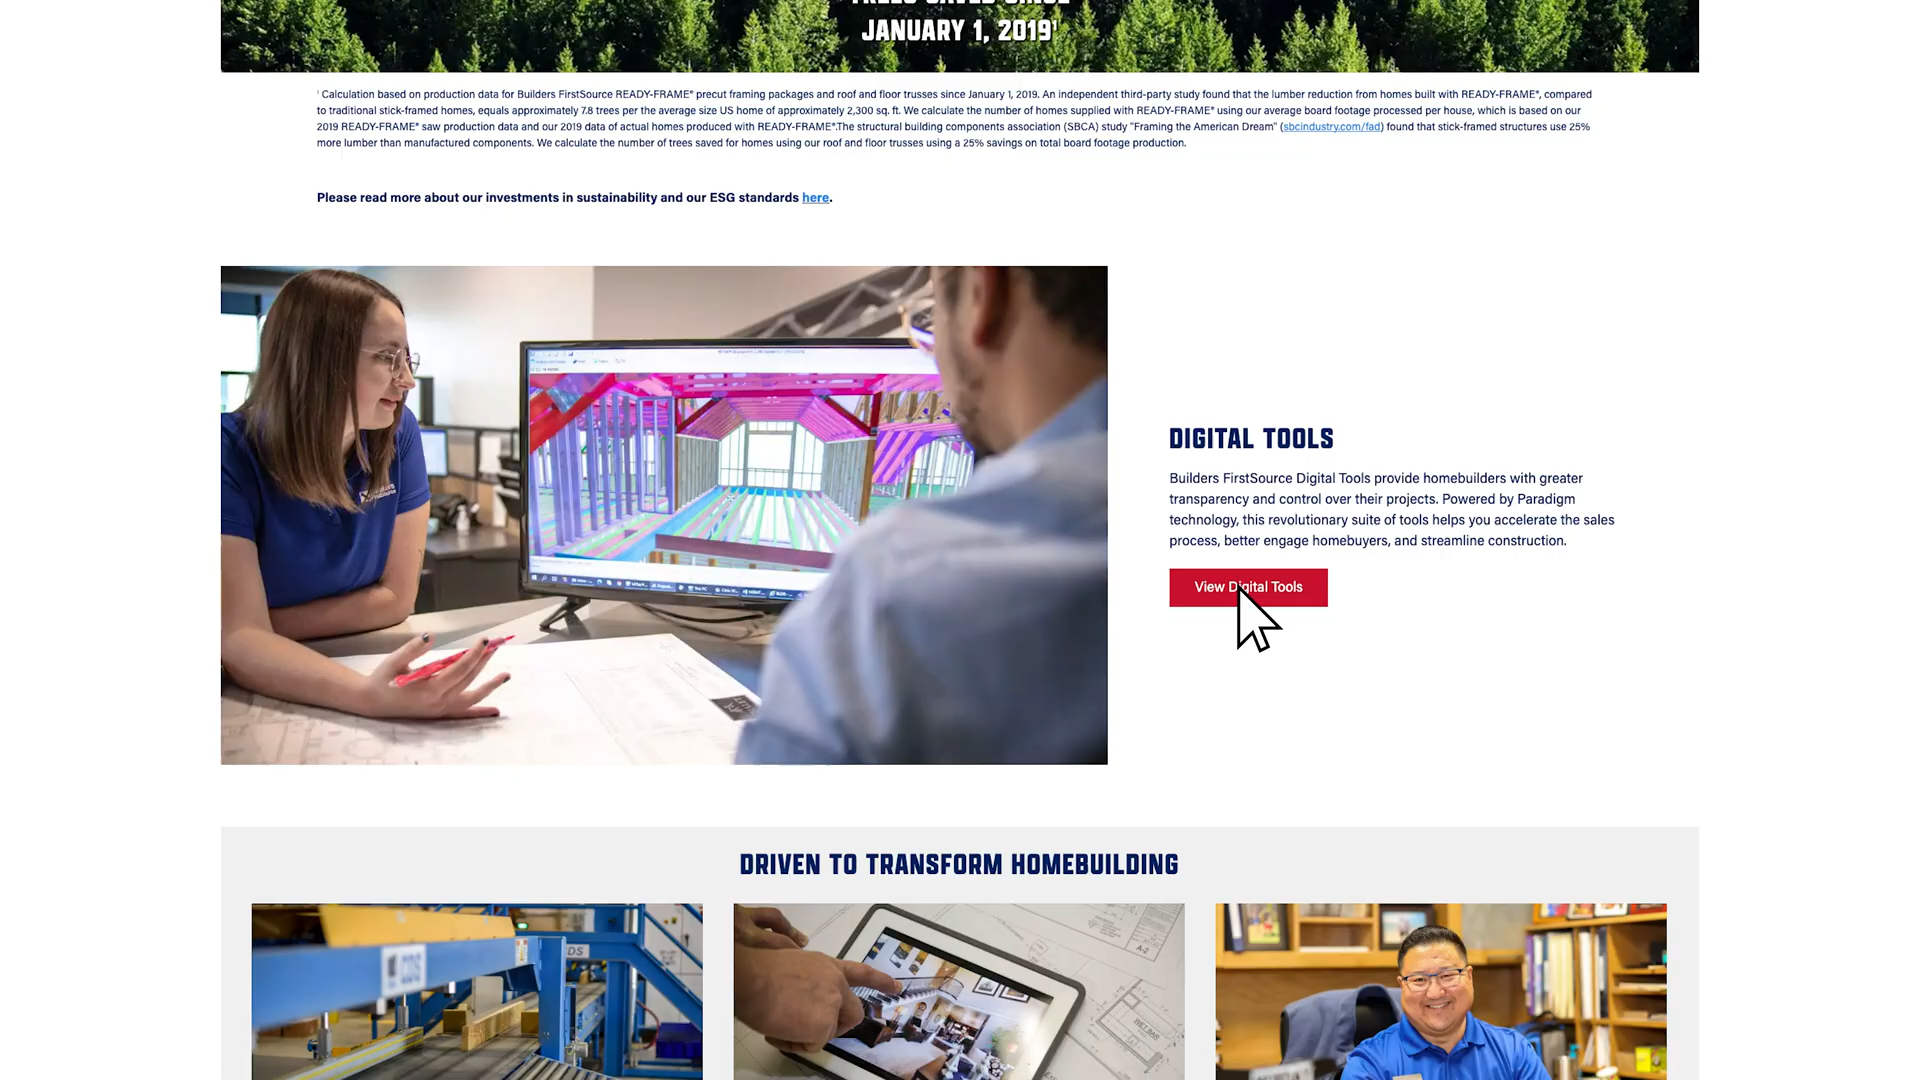 JANUARY 1, 2019¹
¹ Calculation based on production data for Builders FirstSource READY-FRAME® precut framing packages and roof and floor trusses since January 1, 2019. An independent third-party study found that the lumber reduction from homes built with READY-FRAME®, compared
to traditional stick-framed homes, equals approximately 7.8 trees per the average size US home of approximately 2,300 sq. ft. We calculate the number of homes supplied with READY-FRAME® using our average board footage processed per house, which is based on our
2019 READY-FRAME® saw production data and our 2019 data of actual homes produced with READY-FRAME®.The structural building components association (SBCA) study "Framing the American Dream" (sbcindustry.com/fad) found that stick-framed structures use 25%
more lumber than manufactured components. We calculate the number of trees saved for homes using our roof and floor trusses using a 25% savings on total board footage production.
Please read more about our investments in sustainability and our ESG standards here.
DIGITAL TOOLS
Builders FirstSource Digital Tools provide homebuilders with greater
transparency and control over their projects. Powered by Paradigm
technology, this revolutionary suite of tools helps you accelerate the sales
process, better engage homebuyers, and streamline construction.
View Digital Tools
DRIVEN TO TRANSFORM HOMEBUILDING
A-2
WET BAR